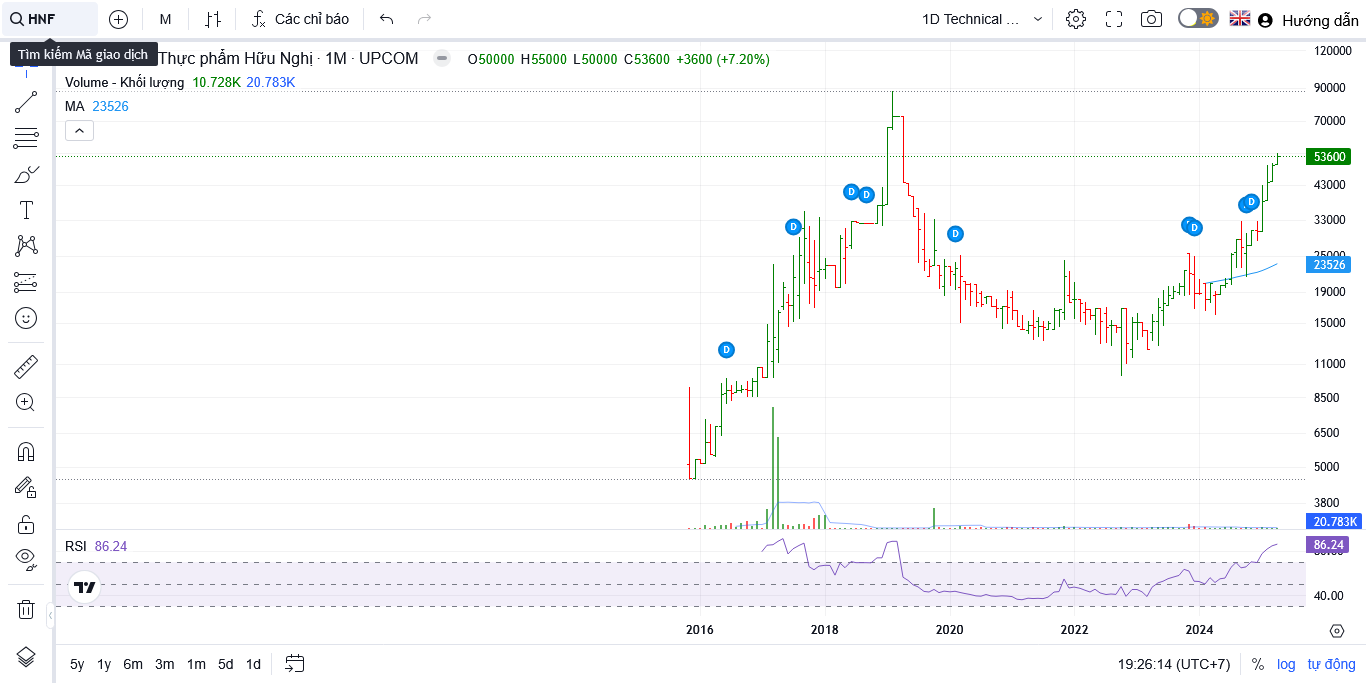 HNF
M
Các chỉ báo
1D Technical ...
Hướng dẫn
Tìm kiếm Mã giao dịch
Thực phẩm Hữu Nghị · 1M · UPCOM
O50000 H55000 L50000 C53600 +3600 (+7.20%)
Volume - Khối lượng 10.728K 20.783K
MA 23526
120000
90000
70000
53600
43000
33000
25000
23526
19000
15000
11000
8500
6500
5000
3800
20.783K
D
D
D
D
D
D
D
RSI 86.24
86.24
40.00
2016
2018
2020
2022
2024
5y 1y 6m 3m 1m 5d 1d
19:26:14 (UTC+7)
% log tự động